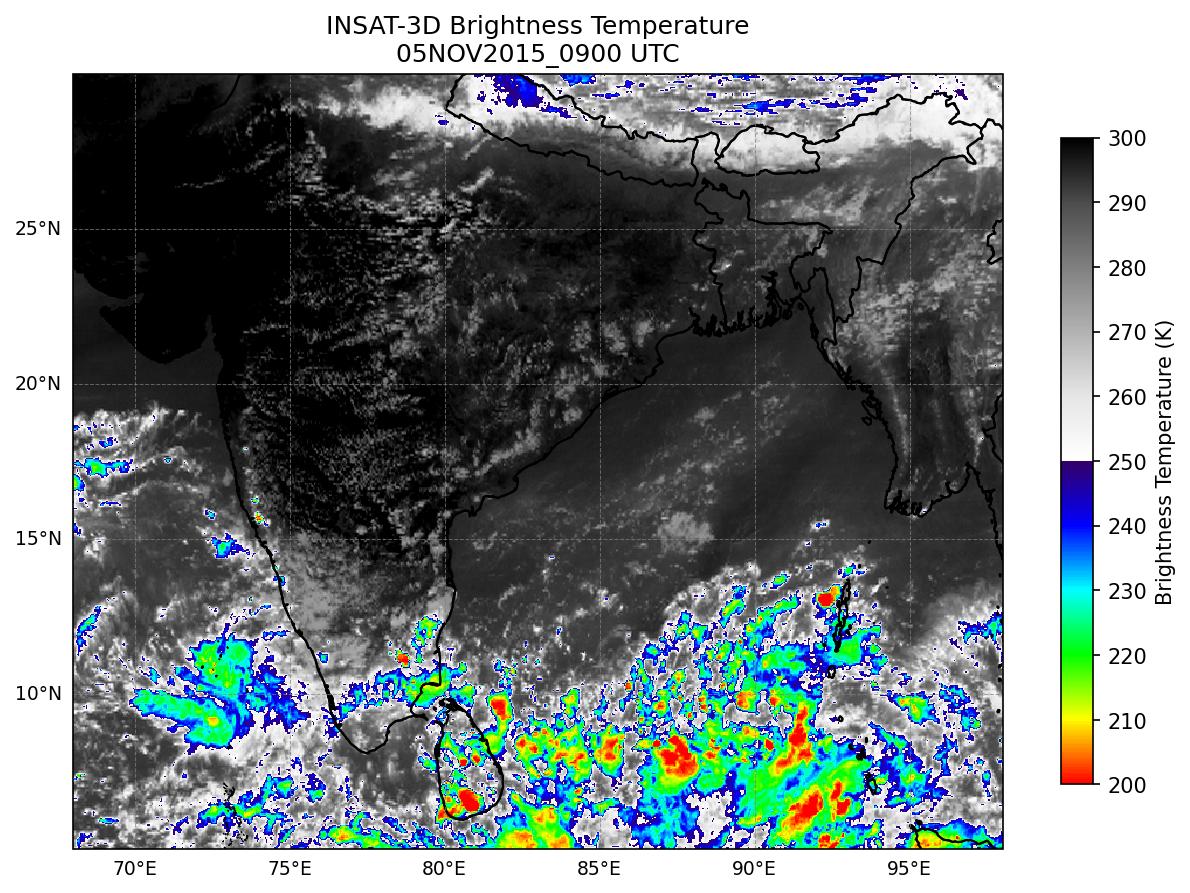 INSAT-3D Brightness Temperature
05NOV2015_0900 UTC
25°N
20°N
15°N
10°N
70°E
75°E
80°E
85°E
90°E
95°E
300
290
280
270
260
250
240
230
220
210
200
Brightness Temperature (K)